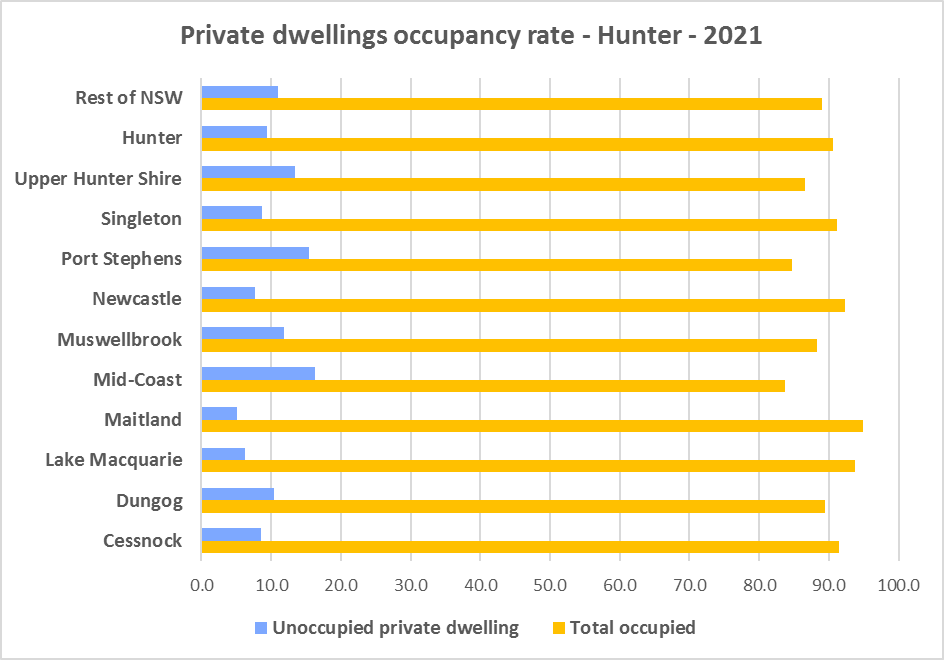 Private dwellings occupancy rate - Hunter - 2021
Rest of NSW
Hunter
Upper Hunter Shire
Singleton
Port Stephens
Newcastle
Muswellbrook
Mid-Coast
Maitland
Lake Macquarie
Dungog
Cessnock
0.0 10.0 20.0 30.0 40.0 50.0 60.0 70.0 80.0 90.0 100.0
Unoccupied private dwelling Total occupied